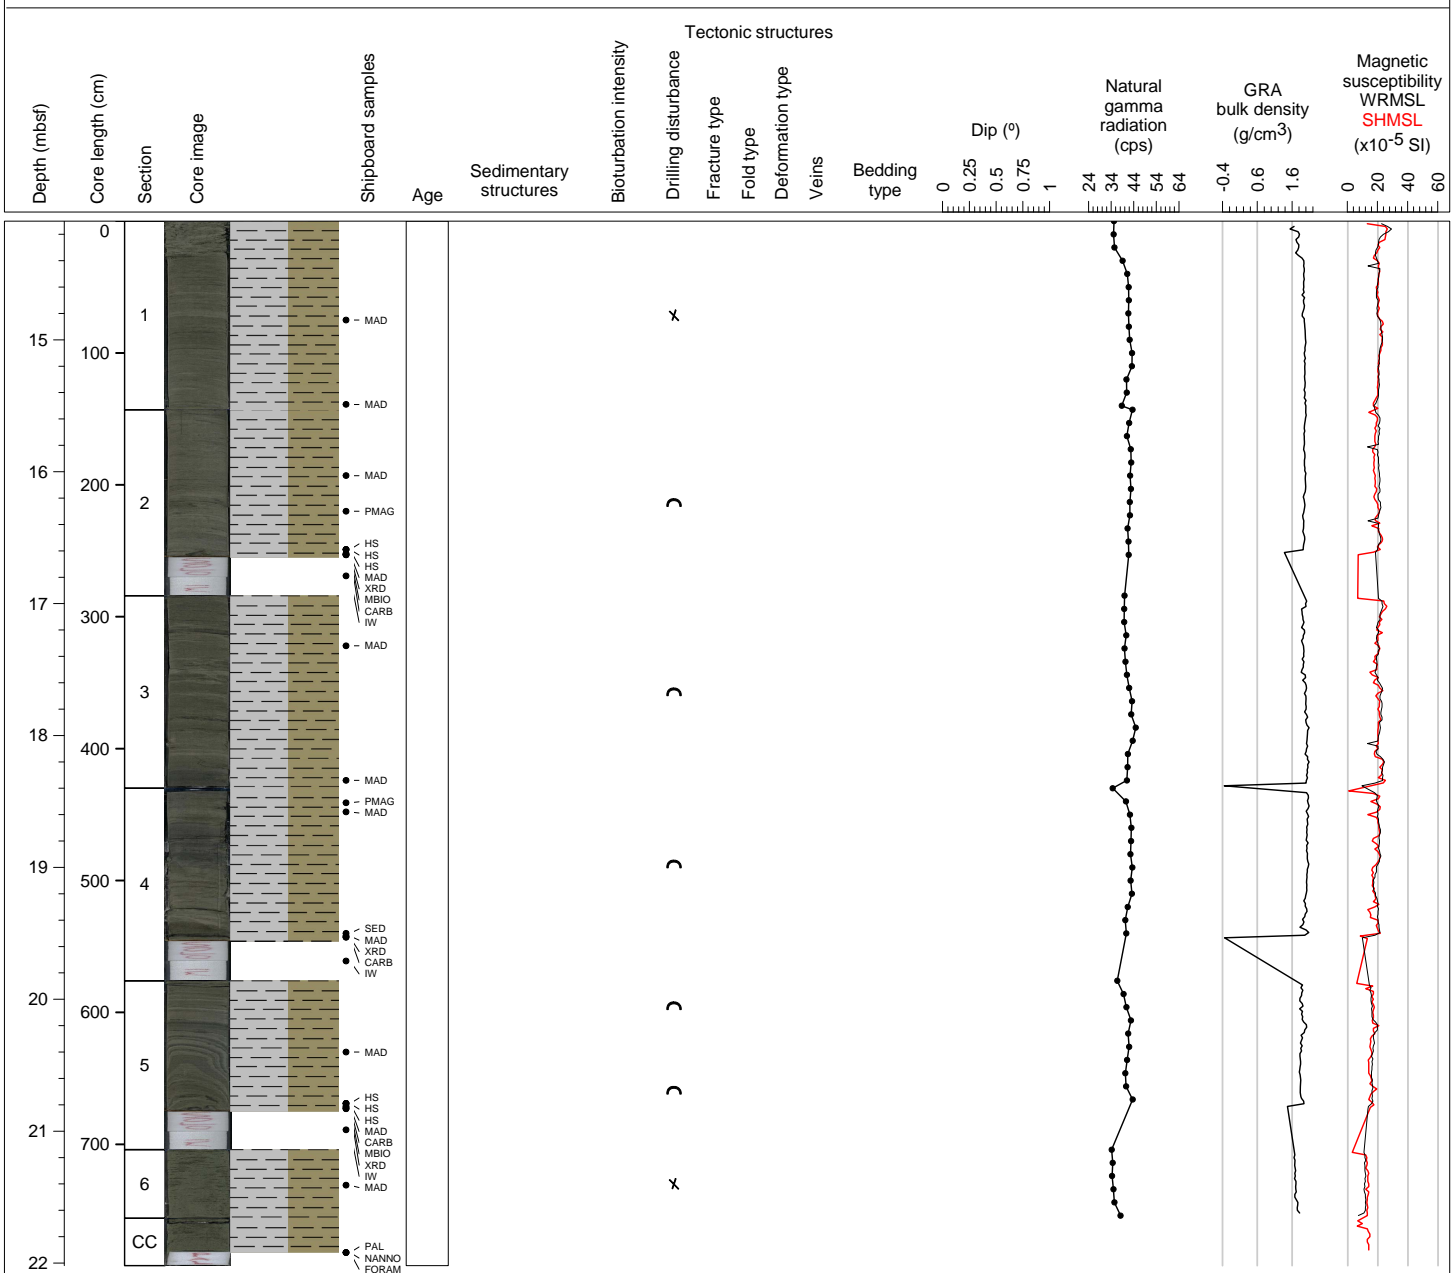 Tectonic structures
Depth (mbsf)
Core length (cm)
Section
Core image
Shipboard samples
Age
Sedimentary
structures
Bioturbation intensity
Drilling disturbance
Fracture type
Fold type
Deformation type
Veins
Bedding
type
Dip (º)
0 0.25 0.5 0.75 1
Natural
gamma
radiation
(cps)
24 34 44 54 64
GRA
bulk density
(g/cm3)
-0.4 0.6 1.6
Magnetic
susceptibility
WRMSL
SHMSL
(x10-5 SI)
0 20 40 60
0
1
MAD
15
100
MAD
MAD
16
200
2
PMAG
HS
HS
HS
MAD
XRD
17
MBIO
CARB
300
IW
MAD
3
18
400
MAD
PMAG
MAD
19
500
4
SED
MAD
XRD
CARB
IW
20
600
MAD
5
HS
HS
HS
21
MAD
700
CARB
MBIO
XRD
IW
6
MAD
CC
PAL
NANNO
22
FORAM